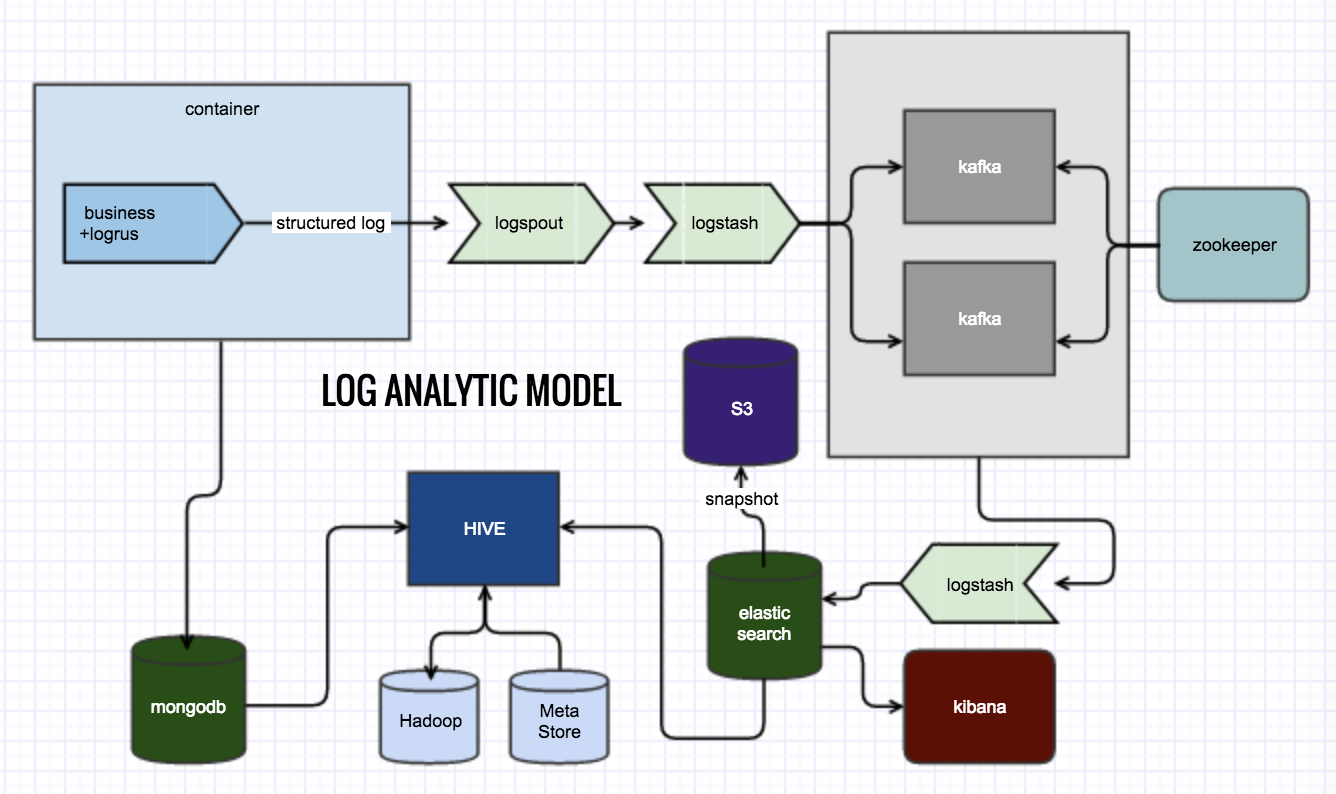 container
business
+logrus
structured log
logspout
logstash
kafka
zookeeper
kafka
LOG ANALYTIC MODEL
S3
snapshot
HIVE
logstash
elastic
search
mongodb
Hadoop
Meta
Store
kibana